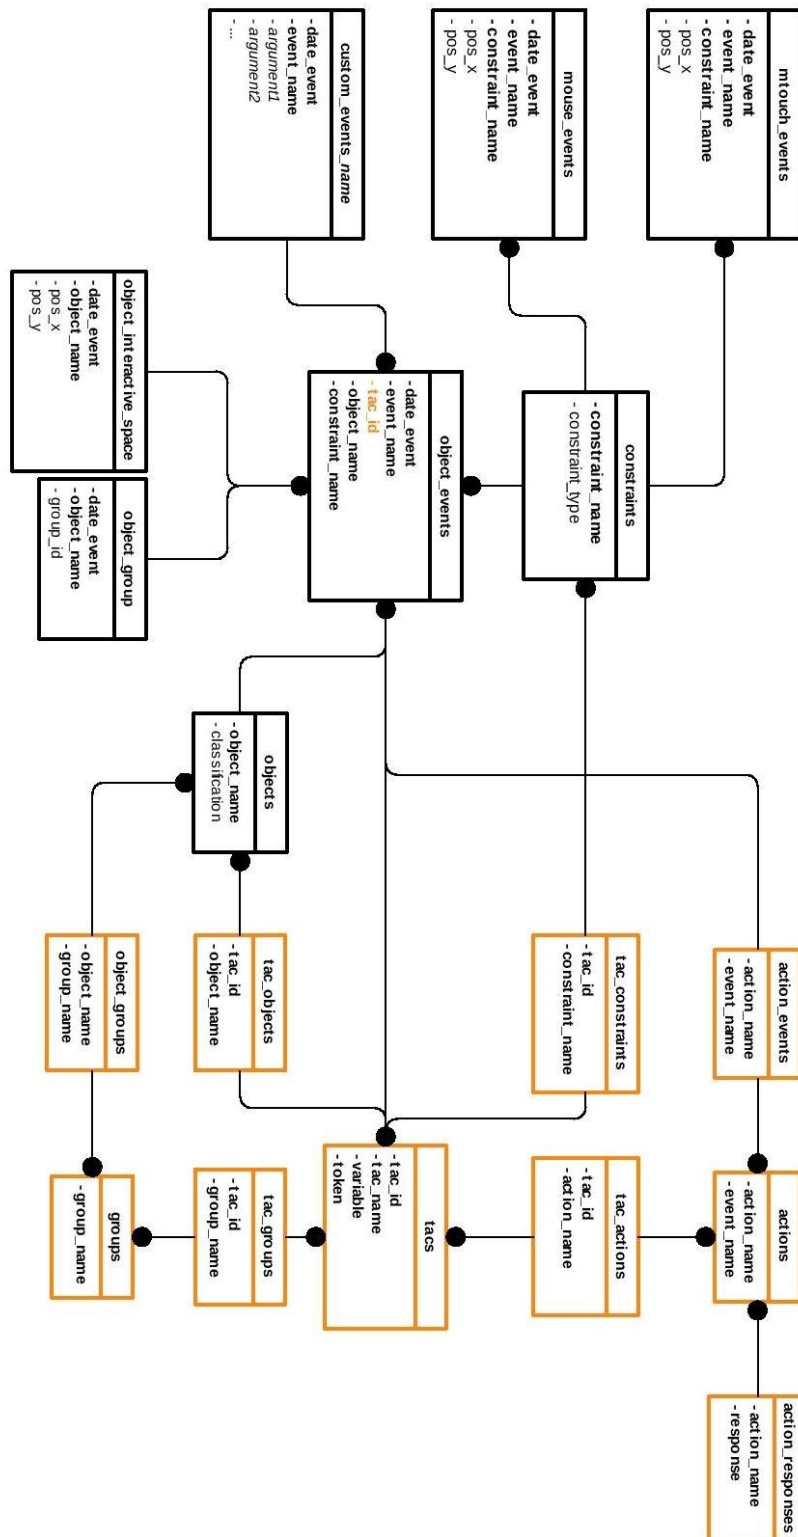 mtouch_events
- date_event
- event_name
- constraint_name
- pos_x
- pos_y
action_events
- action_name
- event_name
actions
- action_name
- event_name
action_responses
- action_name
- response
mouse_events
- date_event
- event_name
- constraint_name
- pos_x
- pos_y
constraints
- constraint_name
- constraint_type
tac_constraints
- tac_id
- constraint_name
tac_actions
- tac_id
- action_name
custom_events_name
- date_event
- event_name
- argument1
- argument2
- ...
object_events
- date_event
- event_name
- tac_id
- object_name
- constraint_name
tacs
- tac_id
- tac_name
- variable
- token
objects
- object_name
- classification
tac_objects
- tac_id
- object_name
tac_groups
- tac_id
- group_name
object_interactive_space
- date_event
- object_name
- pos_x
- pos_y
object_group
- date_event
- object_name
- group_id
object_groups
- object_name
- group_name
groups
- group_name